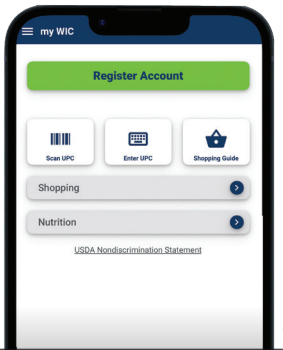 my WIC
Register Account
Scan UPC
Enter UPC
Shopping Guide
Shopping
Nutrition
USDA Nondiscrimination Statement